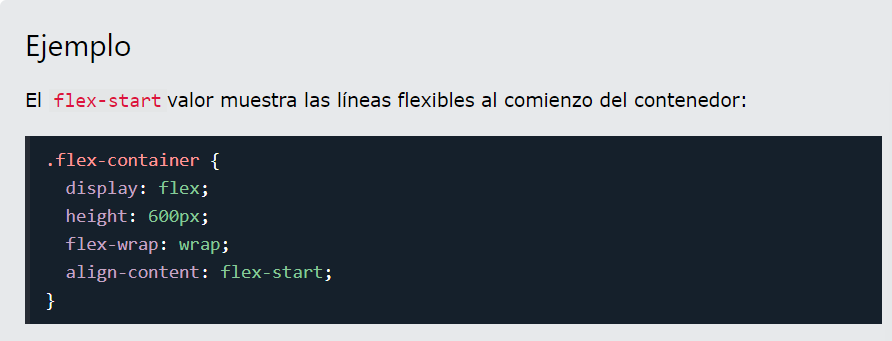 Ejemplo
El flex-start valor muestra las líneas flexibles al comienzo del contenedor:
.flex-container {
  display: flex;
  height: 600px;
  flex-wrap: wrap;
  align-content: flex-start;
}